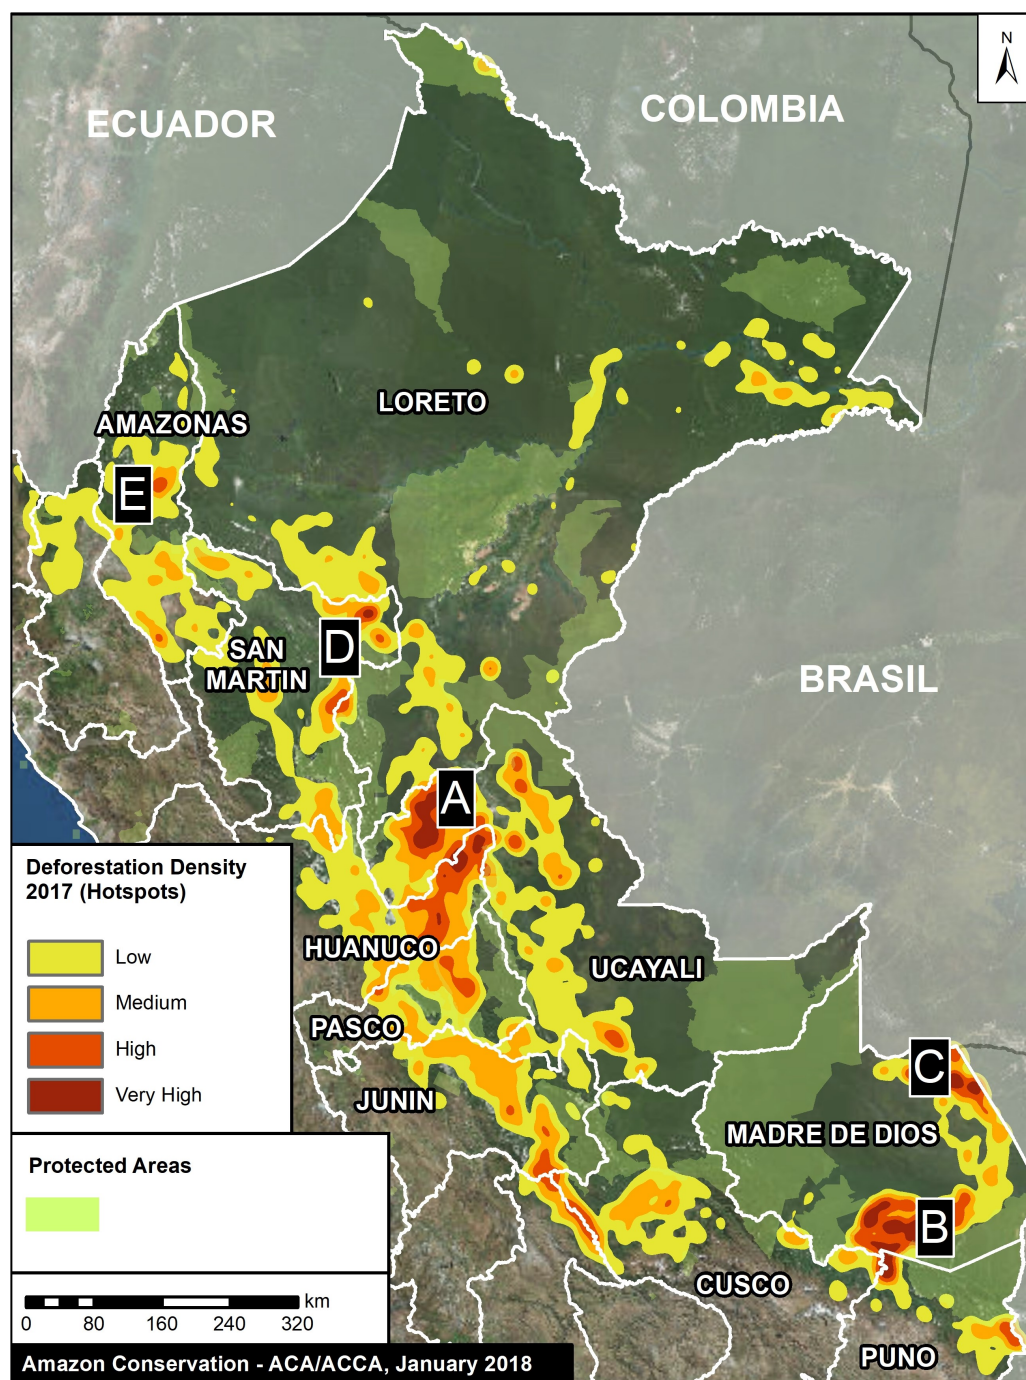 N
ECUADOR
COLOMBIA
LORETO
AMAZONAS
E
SAN
MARTIN
D
BRASIL
A
Deforestation Density
2017 (Hotspots)
Low
Medium
High
Very High
HUANUCO
UCAYALI
PASCO
JUNIN
C
MADRE DE DIOS
B
CUSCO
PUNO
Protected Areas
km
0 80 160 240 320
Amazon Conservation - ACA/ACCA, January 2018